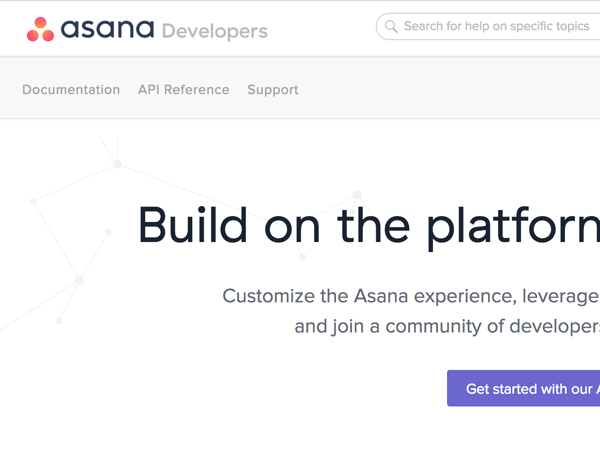 asana Developers
Search for help on specific topics
Documentation API Reference Support
Build on the platform
Customize the Asana experience, leverage
and join a community of developers
Get started with our A